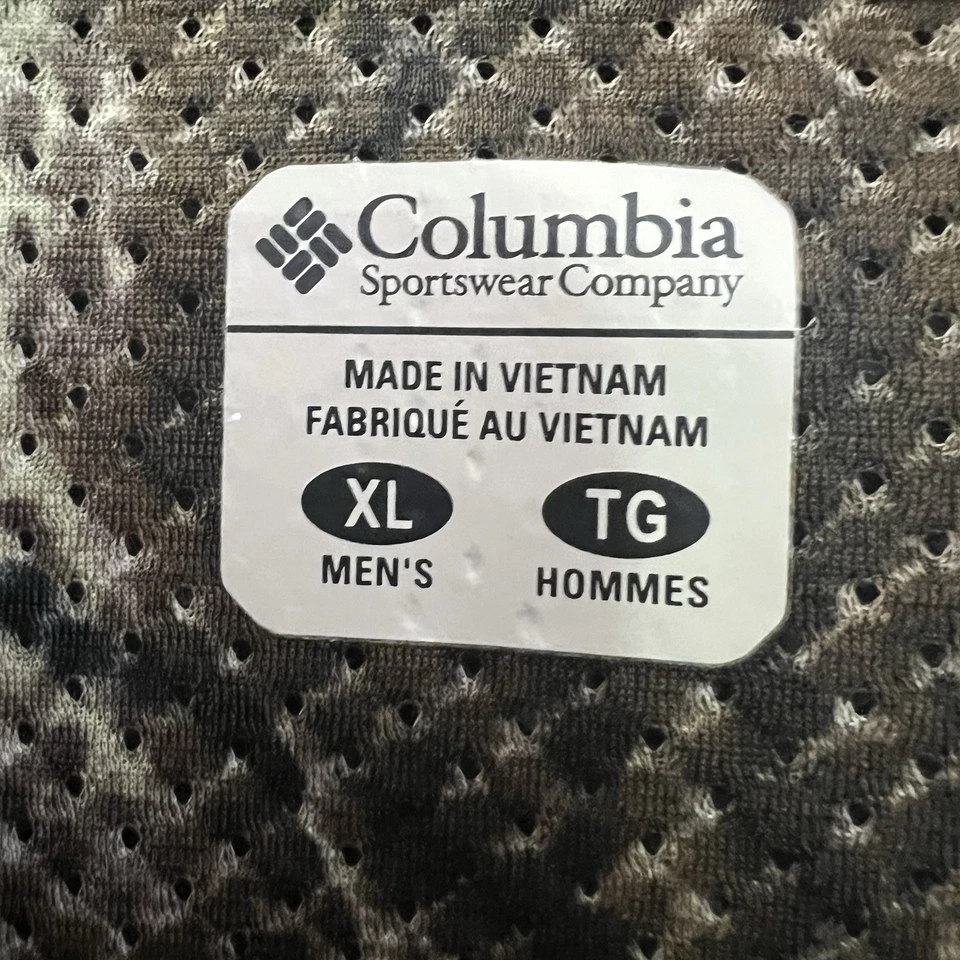 Columbia
Sportswear Company
MADE IN VIETNAM
FABRIQUÉ AU VIETNAM
XL TG
MEN'S HOMMES